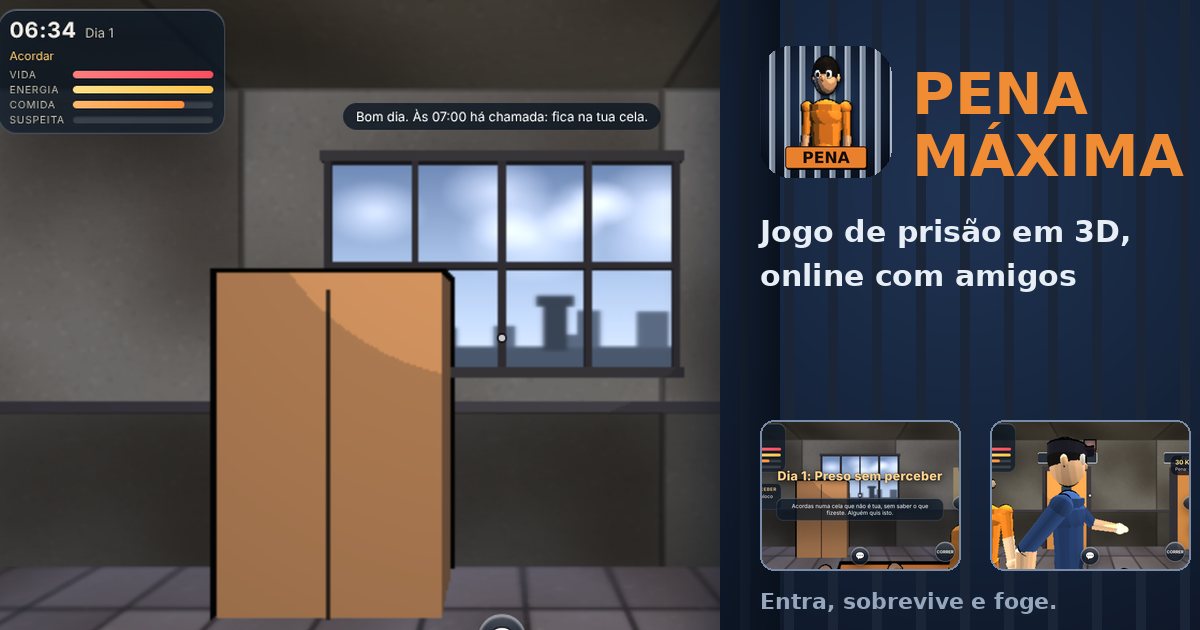 06:34 Dia 1
Acordar
VIDA
ENERGIA
COMIDA
SUSPEITA
Bom dia. Às 07:00 há chamada: fica na tua cela.
PENA
PENA
MÁXIMA
Jogo de prisão em 3D,
online com amigos
Dia 1: Preso sem perceber
Acordas numa cela que não é tua, sem saber o que
fizeste. Alguém quis isto.
CORRER
30 K
CORRER
Entra, sobrevive e foge.